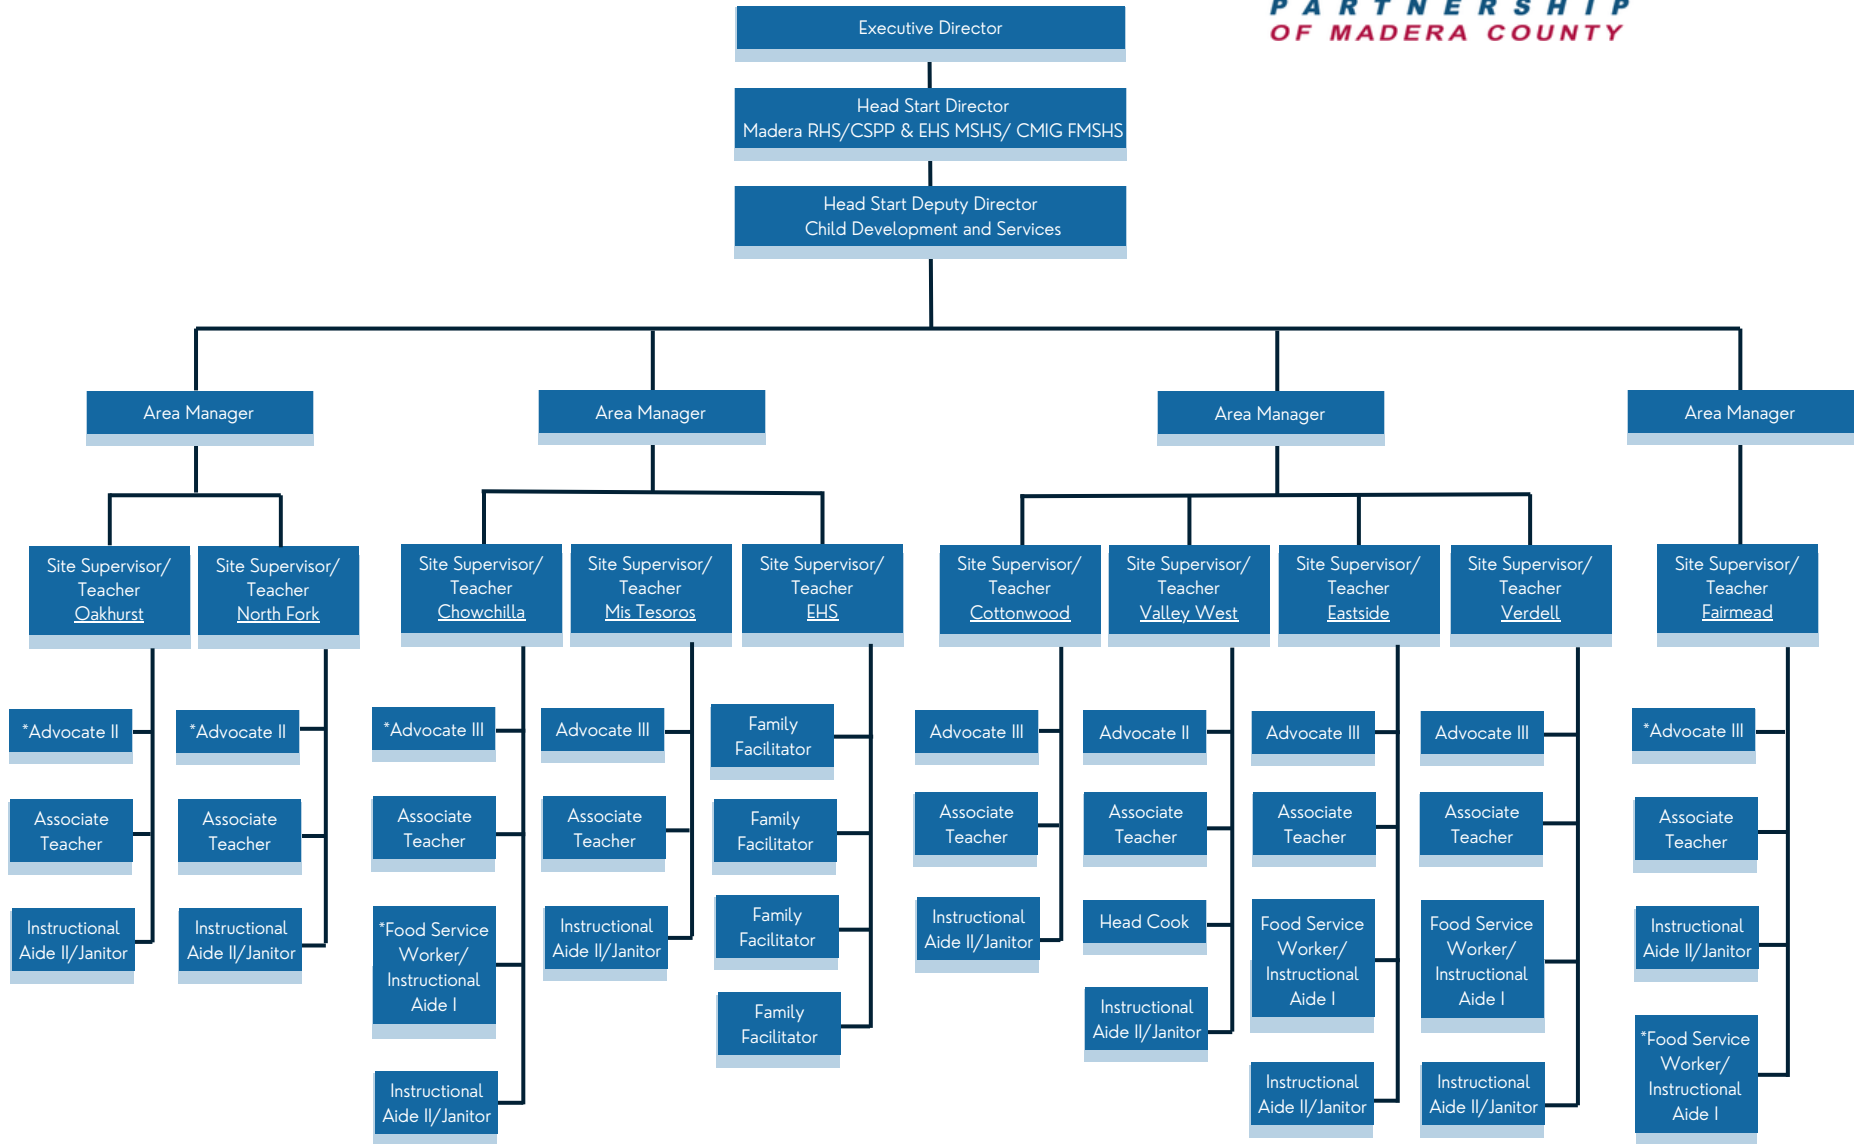 PARTNERSHIP
OF MADERA COUNTY
Executive Director
Head Start Director
Madera RHS/CSPP & EHS MSHS/ CMIG FMSHS
Head Start Deputy Director
Child Development and Services
Area Manager
Area Manager
Area Manager
Area Manager
Site Supervisor/
Teacher
Oakhurst
*Advocate II
Associate
Teacher
Instructional
Aide II/Janitor
Site Supervisor/
Teacher
North Fork
*Advocate II
Associate
Teacher
Instructional
Aide II/Janitor
Site Supervisor/
Teacher
Chowchilla
*Advocate III
Associate
Teacher
*Food Service
Worker/
Instructional
Aide I
Instructional
Aide II/Janitor
Site Supervisor/
Teacher
Mis Tesoros
Advocate III
Associate
Teacher
Instructional
Aide II/Janitor
Site Supervisor/
Teacher
EHS
Family
Facilitator
Family
Facilitator
Family
Facilitator
Family
Facilitator
Site Supervisor/
Teacher
Cottonwood
Advocate III
Associate
Teacher
Instructional
Aide II/Janitor
Site Supervisor/
Teacher
Valley West
Advocate II
Associate
Teacher
Head Cook
Instructional
Aide II/Janitor
Site Supervisor/
Teacher
Eastside
Advocate III
Associate
Teacher
Food Service
Worker/
Instructional
Aide I
Instructional
Aide II/Janitor
Site Supervisor/
Teacher
Verdell
Advocate III
Associate
Teacher
Food Service
Worker/
Instructional
Aide I
Instructional
Aide II/Janitor
Site Supervisor/
Teacher
Fairmead
*Advocate III
Associate
Teacher
Instructional
Aide II/Janitor
*Food Service
Worker/
Instructional
Aide I